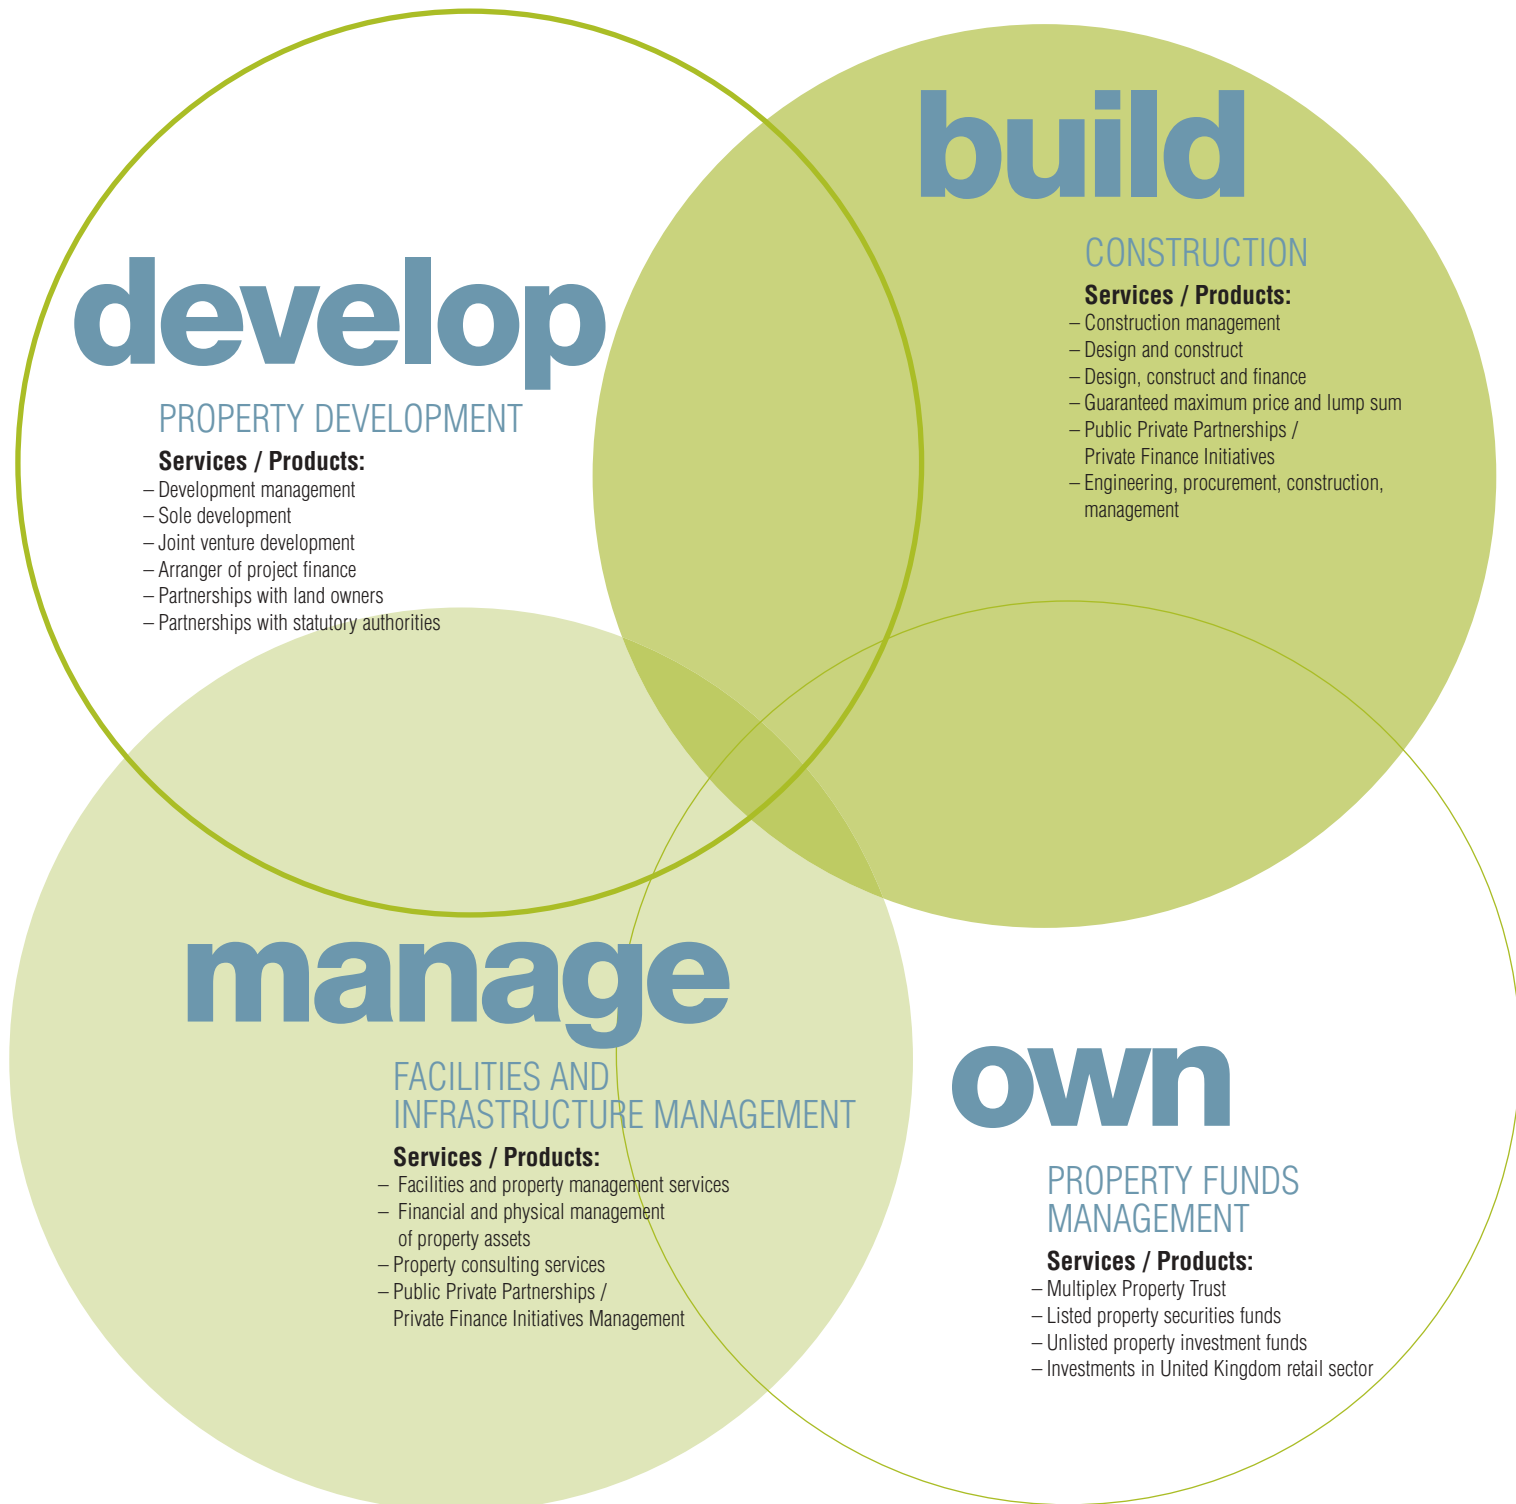 develop
PROPERTY DEVELOPMENT
Services / Products:
– Development management
– Sole development
– Joint venture development
– Arranger of project finance
– Partnerships with land owners
– Partnerships with statutory authorities
build
CONSTRUCTION
Services / Products:
– Construction management
– Design and construct
– Design, construct and finance
– Guaranteed maximum price and lump sum
– Public Private Partnerships /
Private Finance Initiatives
– Engineering, procurement, construction,
management
manage
FACILITIES AND
INFRASTRUCTURE MANAGEMENT
Services / Products:
– Facilities and property management services
– Financial and physical management
of property assets
– Property consulting services
– Public Private Partnerships /
Private Finance Initiatives Management
own
PROPERTY FUNDS
MANAGEMENT
Services / Products:
– Multiplex Property Trust
– Listed property securities funds
– Unlisted property investment funds
– Investments in United Kingdom retail sector